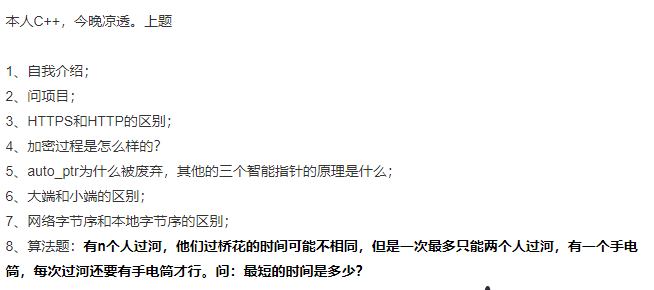 本人C++，今晚凉透。上题
1、自我介绍；
2、问项目；
3、HTTPS和HTTP的区别；
4、加密过程是怎么样的？
5、auto_ptr为什么被废弃，其他的三个智能指针的原理是什么；
6、大端和小端的区别；
7、网络字节序和本地字节序的区别；
8、算法题：有n个人过河，他们过桥花的时间可能不相同，但是一次最多只能两个人过河，有一个手电
筒，每次过河还要有手电筒才行。问：最短的时间是多少？